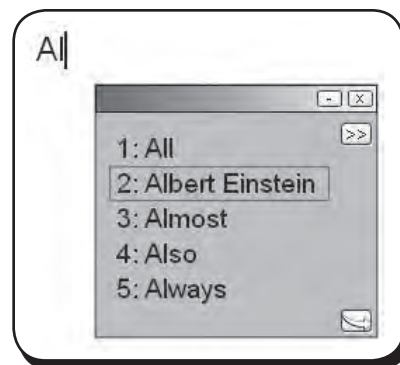 Al
- x
>>
1: All
2: Albert Einstein
3: Almost
4: Also
5: Always